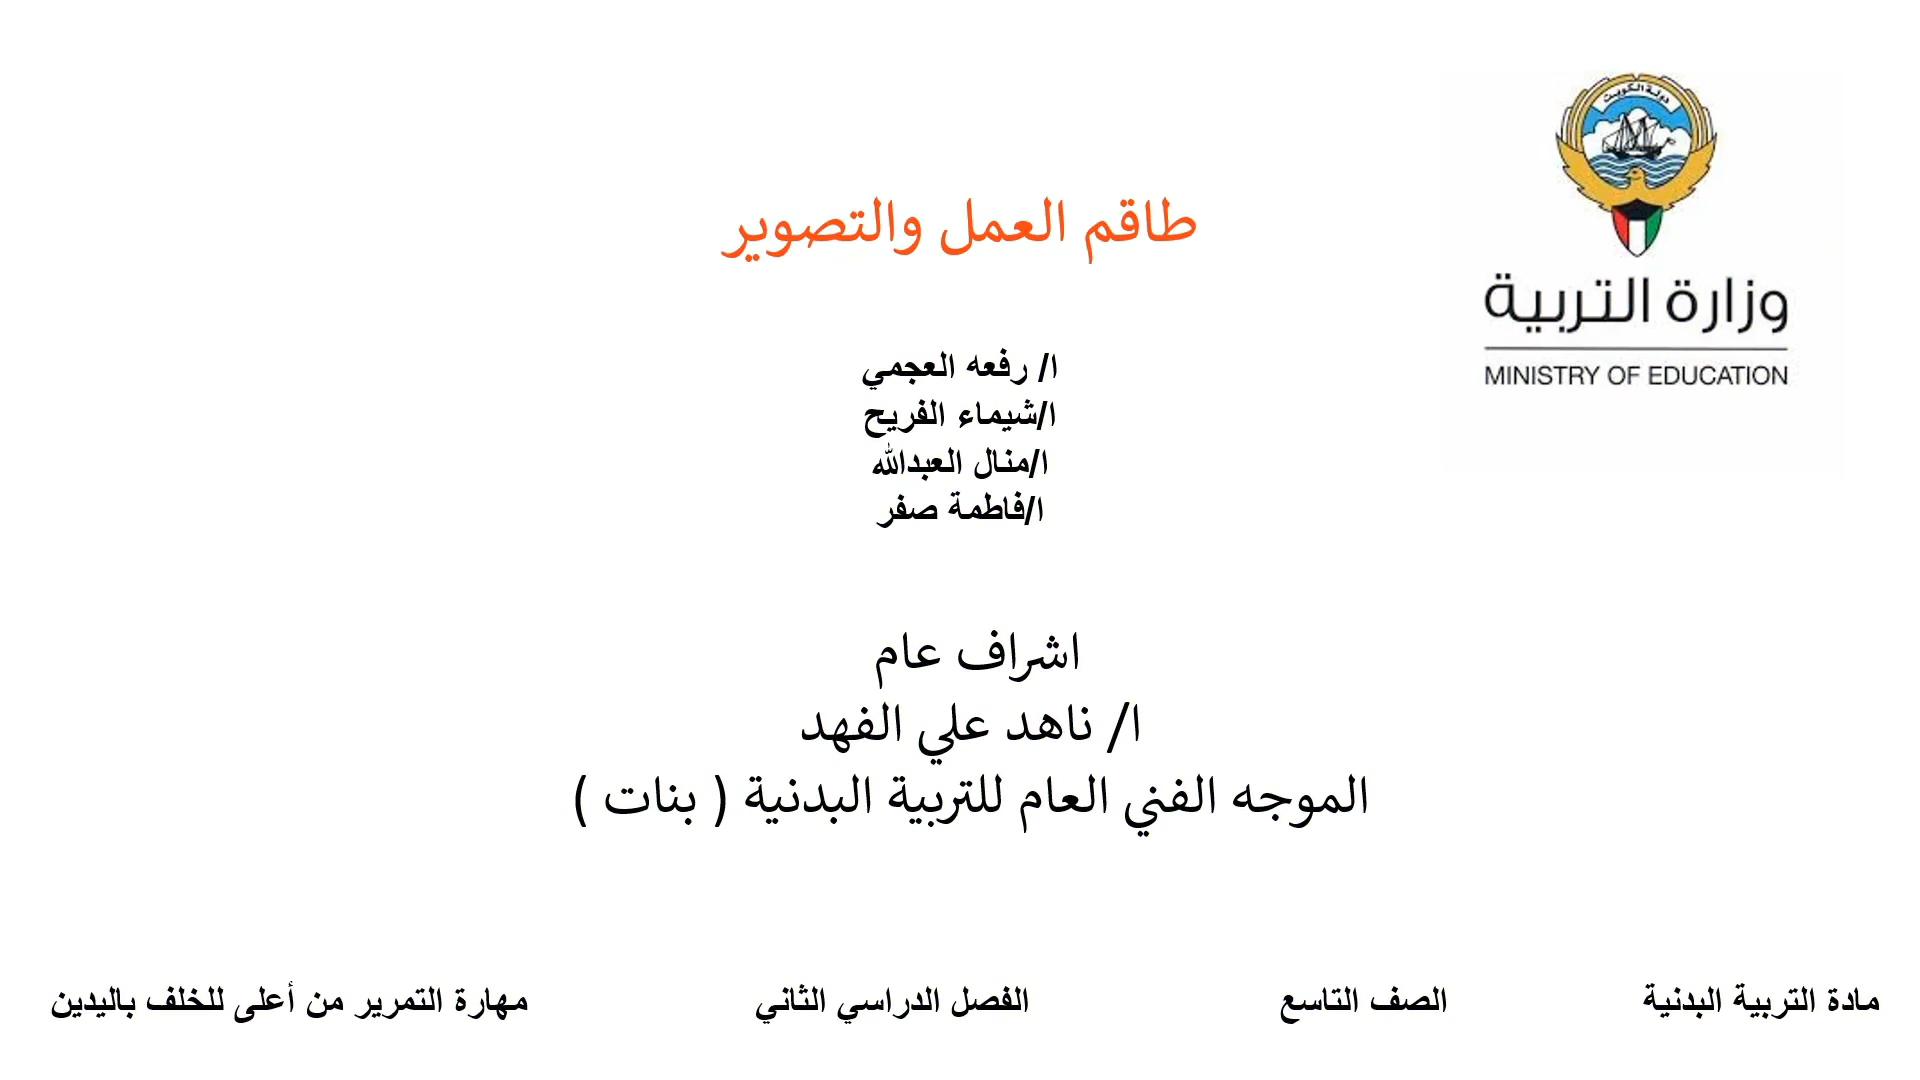 دولة الكويت
وزارة التربية
MINISTRY OF EDUCATION
طاقم العمل والتصوير
ا/ رفعه العجمي
ا/شيماء الفريح
ا/منال العبدالله
ا/فاطمة صفر
اشراف عام
ا/ ناهد علي الفهد
الموجه الفني العام للتربية البدنية ( بنات )
مادة التربية البدنية
الصف التاسع
الفصل الدراسي الثاني
مهارة التمرير من أعلى للخلف باليدين